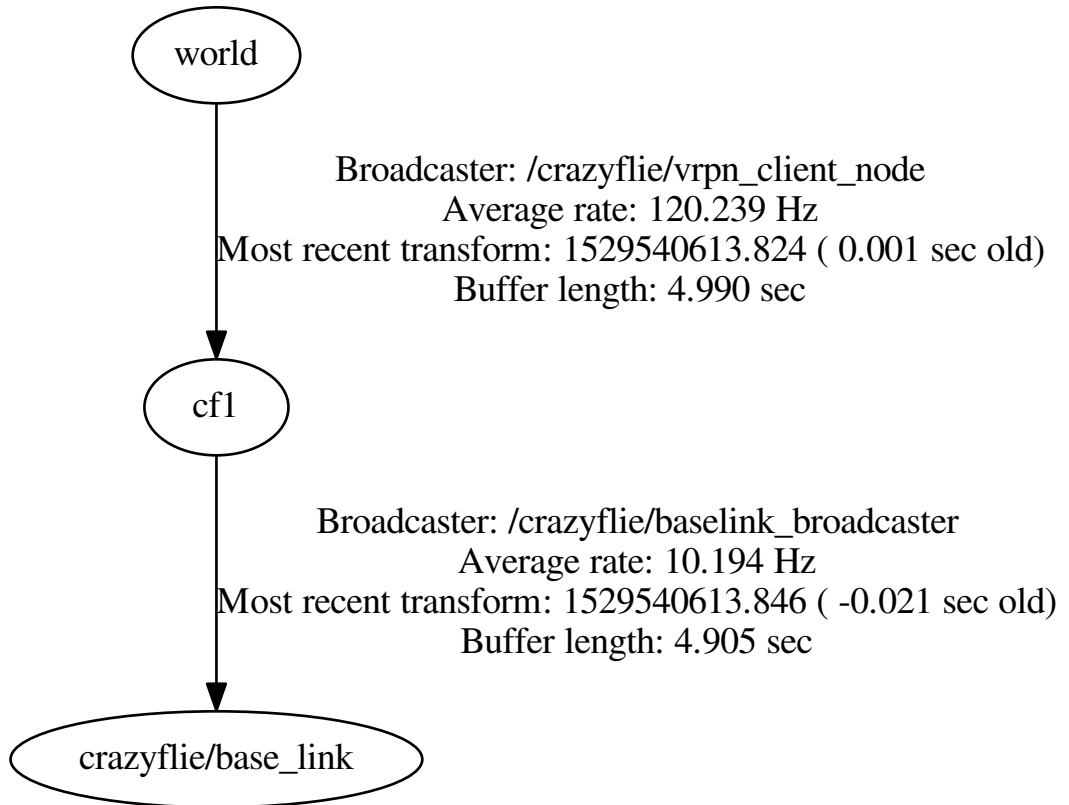 world
Broadcaster: /crazyflie/vrpn_client_node
Average rate: 120.239 Hz
Most recent transform: 1529540613.824 ( 0.001 sec old)
Buffer length: 4.990 sec
cf1
Broadcaster: /crazyflie/baselink_broadcaster
Average rate: 10.194 Hz
Most recent transform: 1529540613.846 ( -0.021 sec old)
Buffer length: 4.905 sec
crazyflie/base_link